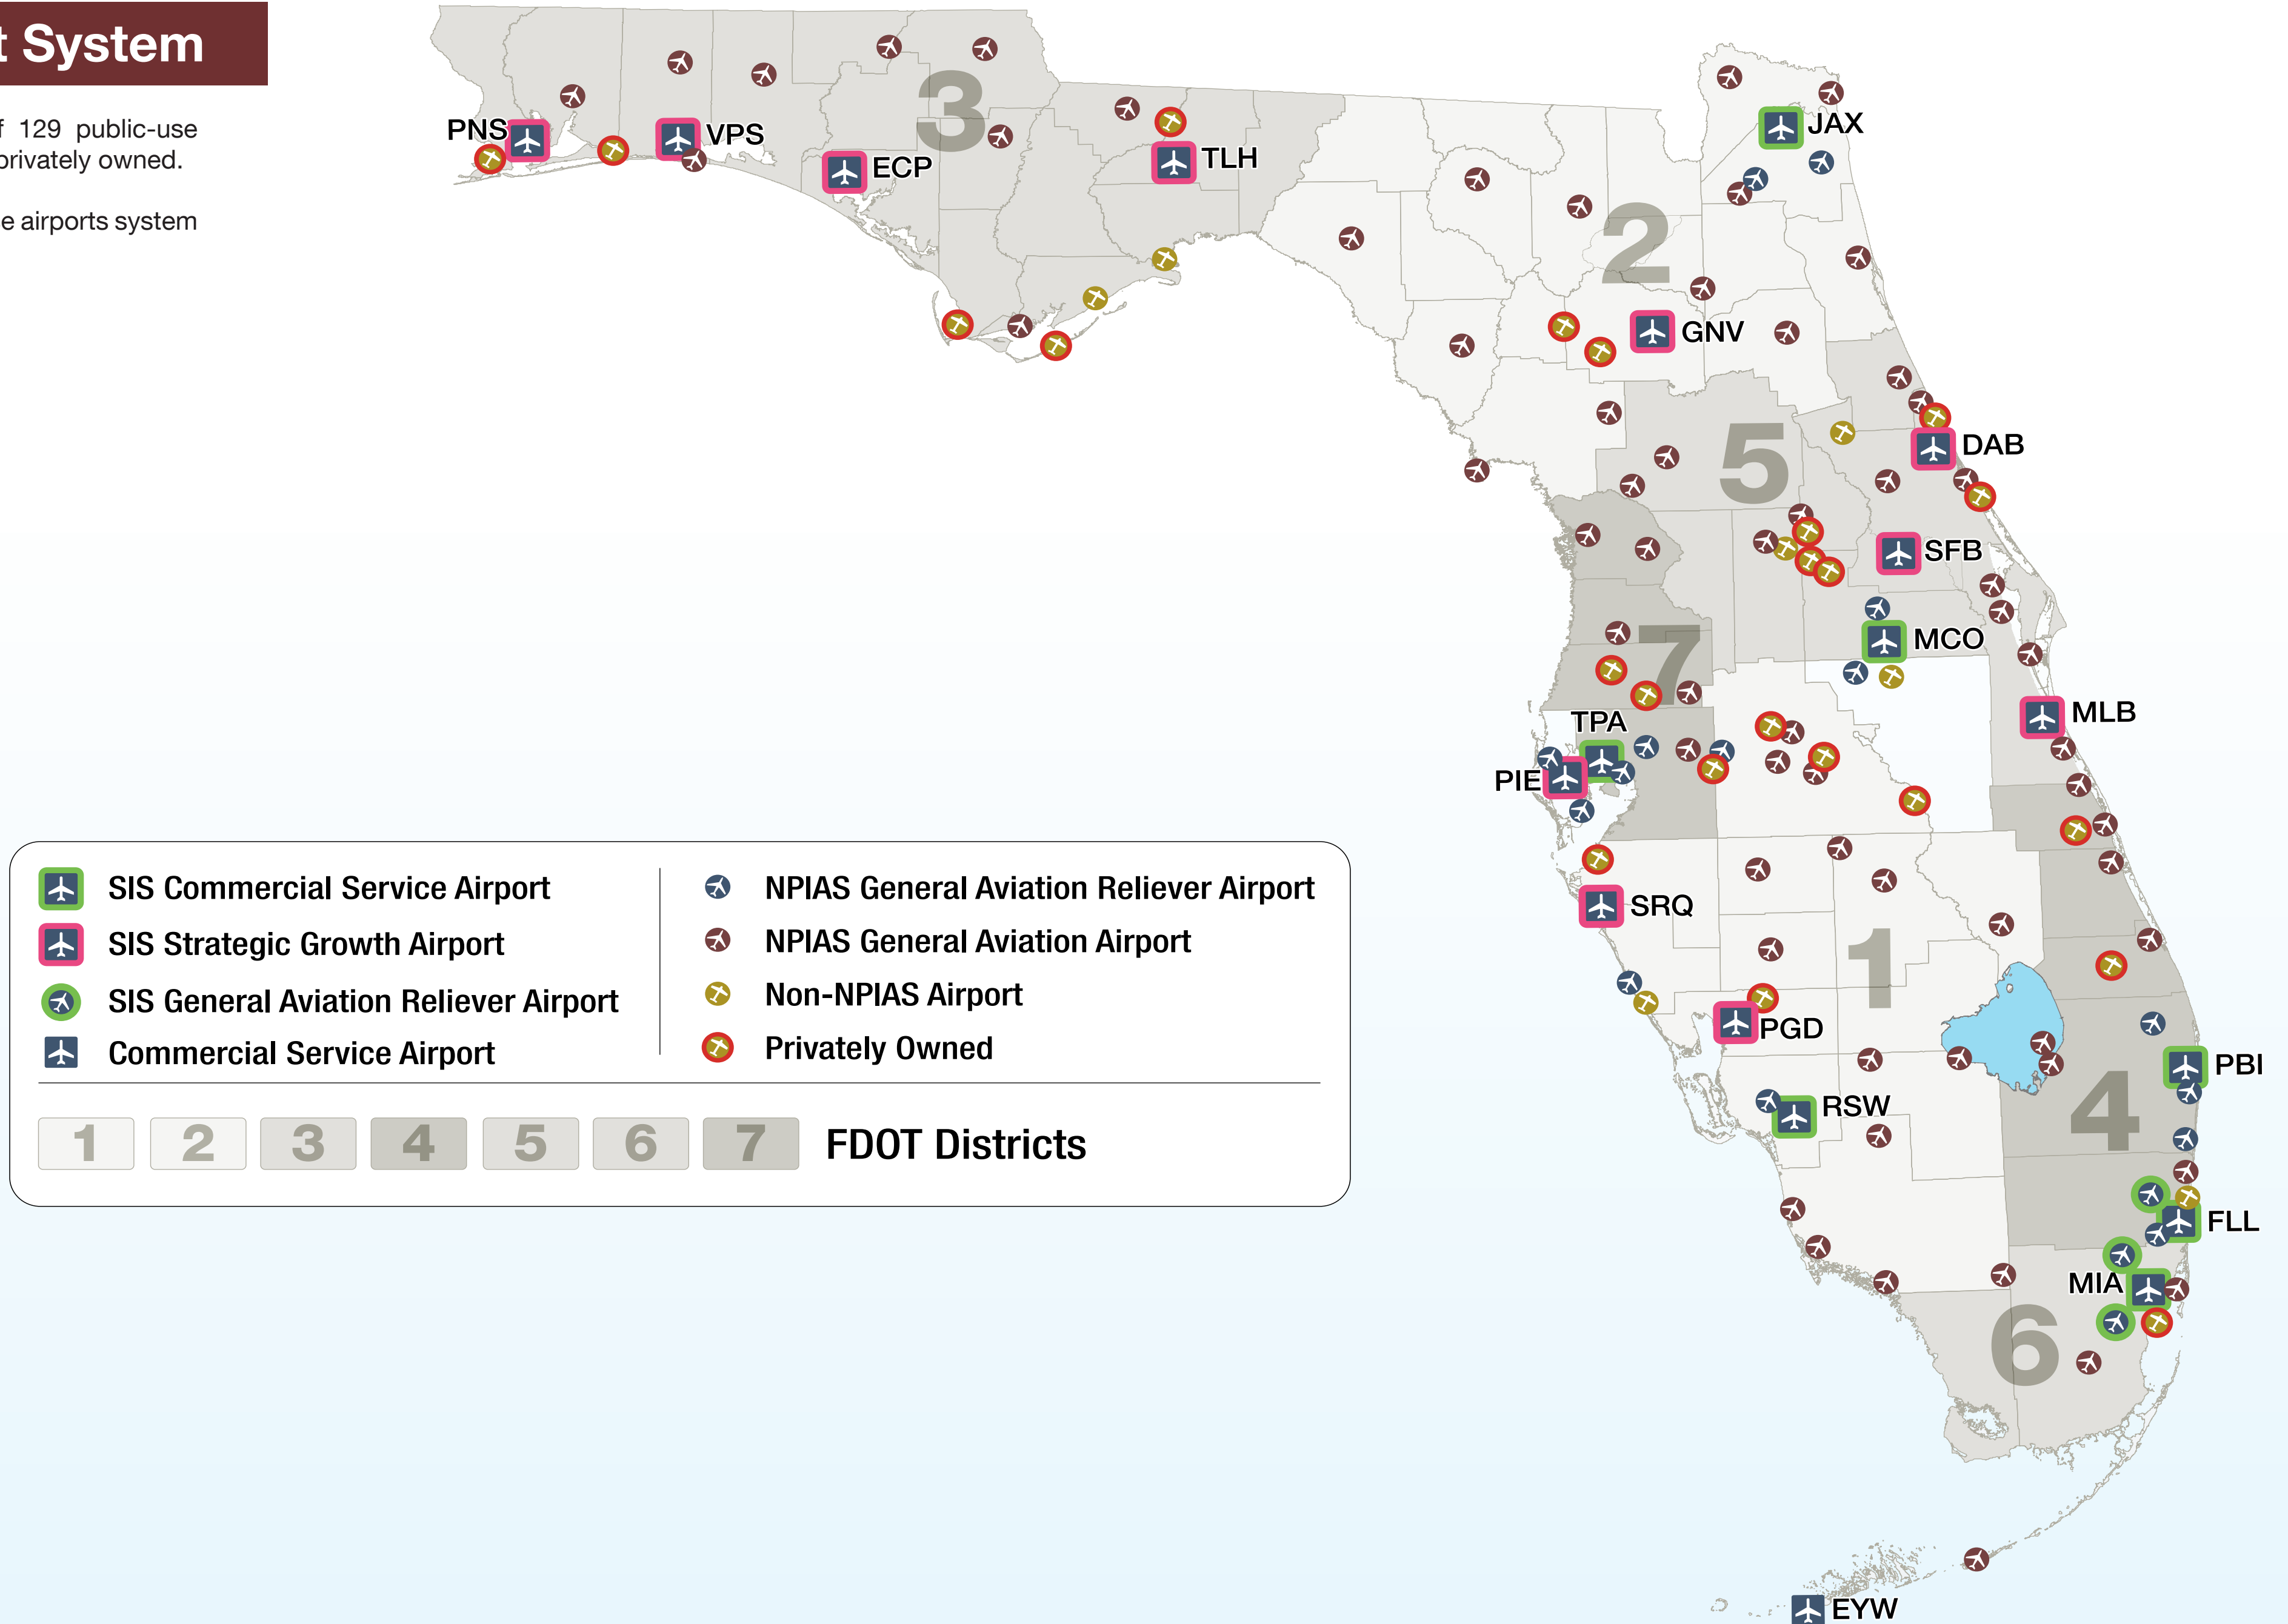 t System
f 129 public-use
privately owned.
e airports system
3
PNS
VPS
ECP
TLH
JAX
2
GNV
5
DAB
SFB
MCO
7
TPA
MLB
PIE
SRQ
1
PGD
PBI
RSW
4
FLL
MIA
6
EYW
SIS Commercial Service Airport
SIS Strategic Growth Airport
SIS General Aviation Reliever Airport
Commercial Service Airport
NPIAS General Aviation Reliever Airport
NPIAS General Aviation Airport
Non-NPIAS Airport
Privately Owned
1 2 3 4 5 6 7 FDOT Districts